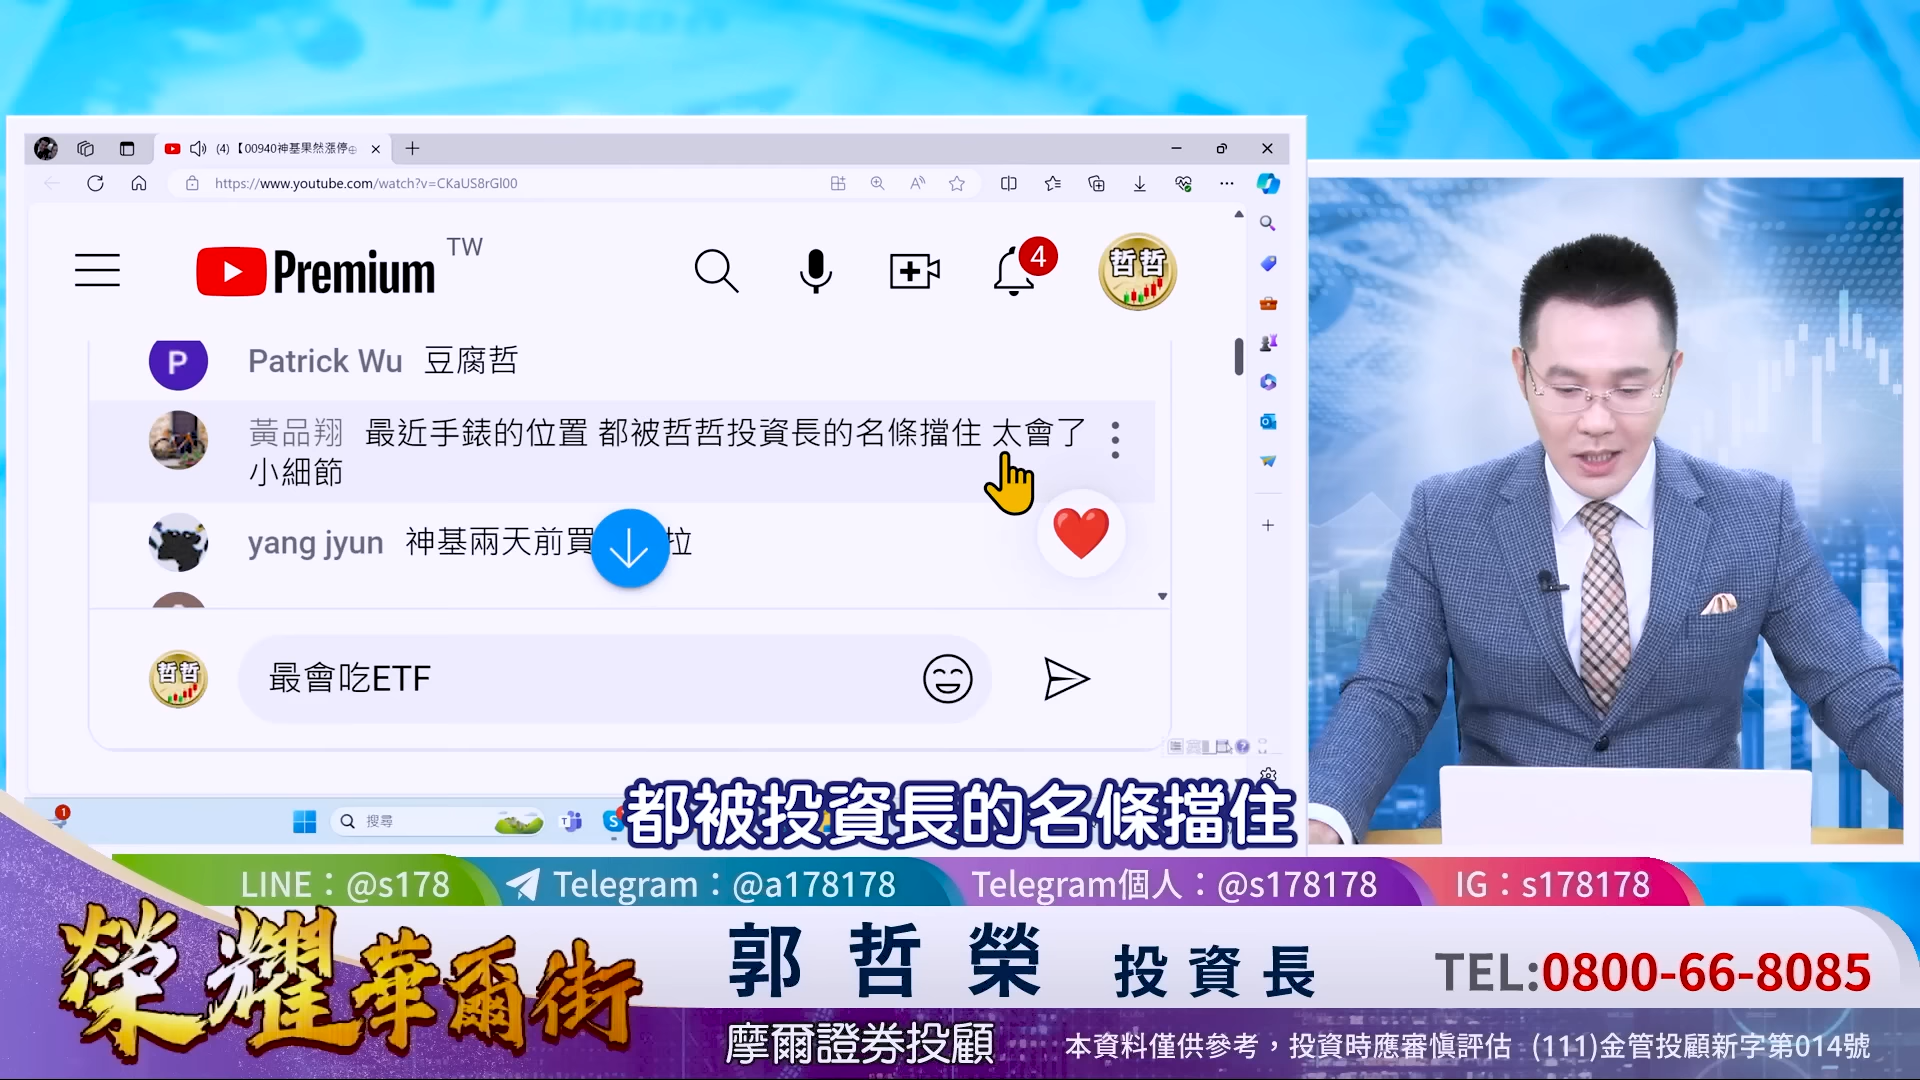 (4)【00940神基果然漲停
https://www.youtube.com/watch?v=CKaUS8rGl00
Premium TW
4
哲哲
P Patrick Wu 豆腐哲
黃品翔 最近手錶的位置 都被哲哲投資長的名條擋住 太會了
小細節
yang jyun 神基兩天前買 拉
哲哲 最會吃ETF
1
搜尋
都被投資長的名條擋住
LINE：@s178 Telegram：@a178178 Telegram個人：@s178178 IG：s178178
榮耀華爾街
郭哲榮 投資長 TEL:0800-66-8085
摩爾證券投顧 本資料僅供參考，投資時應審慎評估 (111)金管投顧新字第014號